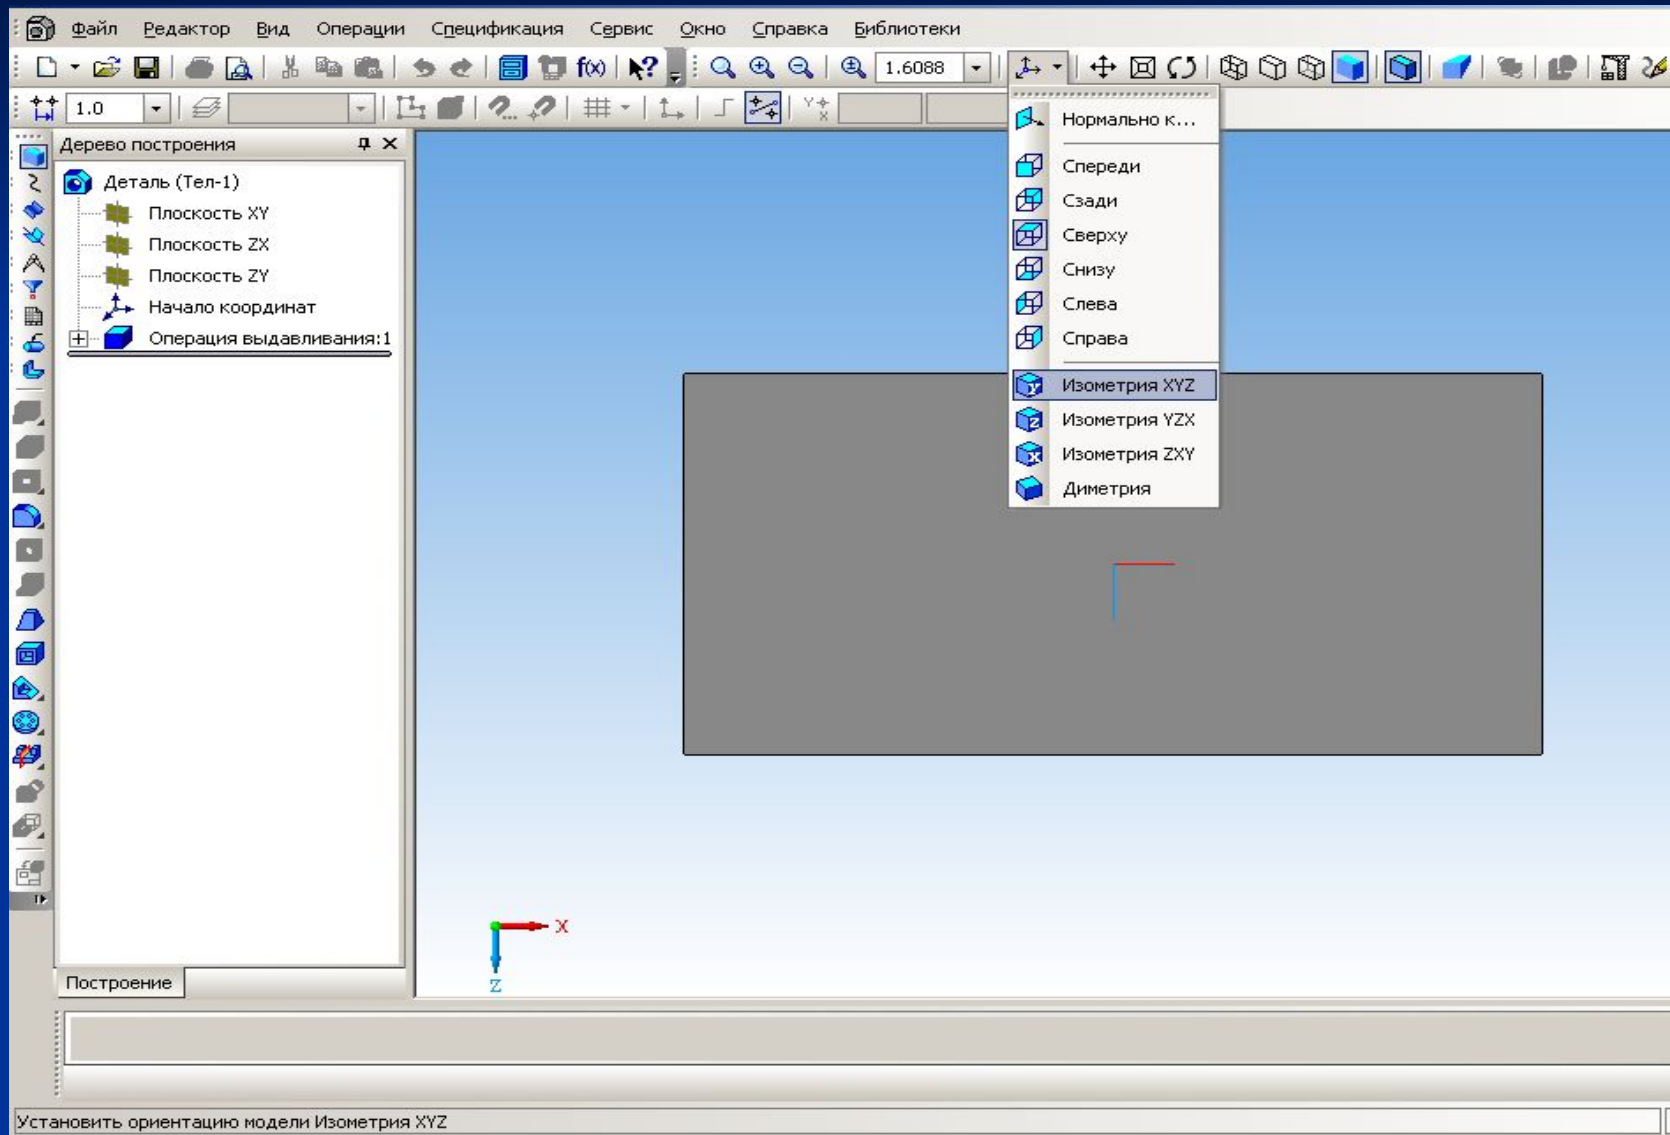 Файл Редактор Вид Операции Спецификация Сервис Окно Справка Библиотеки
f(x) ? 1.6088
1.0
Дерево построения
Деталь (Тел-1)
Плоскость XY
Плоскость ZX
Плоскость ZY
Начало координат
Операция выдавливания:1
Нормально к...
Спереди
Сзади
Сверху
Снизу
Слева
Справа
Изометрия XYZ
Изометрия YZX
Изометрия ZXY
Диметрия
X
Z
Построение
Установить ориентацию модели Изометрия XYZ